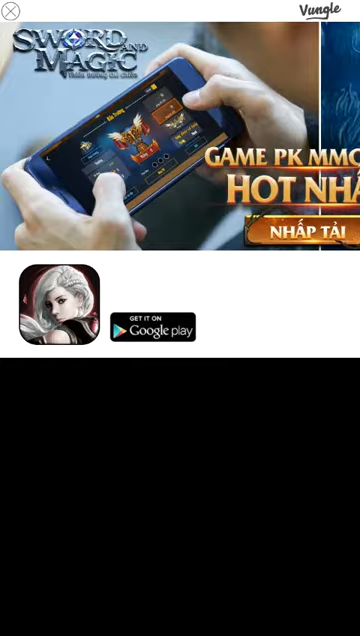 Vungle
SWORD
AND
MAGIC
GAME PK MMO
HOT NHẤ
NHẤP TẢI
GET IT ON
Google play